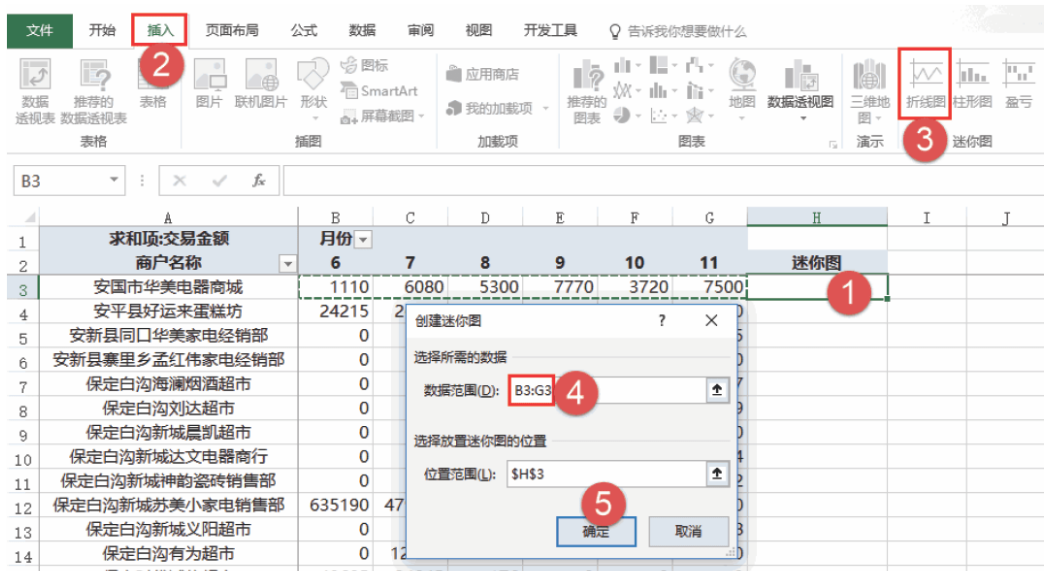 文件 开始 插入 页面布局 公式 数据 审阅 视图 开发工具 告诉我你想要做什么
2
数据透视表 推荐的数据透视表 表格 图片 联机图片 形状 图标 SmartArt 屏幕截图 应用商店 我的加载项 推荐的图表 地图 数据透视图 三维地图 折线图 柱形图 盈亏
表格 插图 加载项 图表 演示 3 迷你图
B3 fx
A B C D E F G H I J
1 求和项:交易金额 月份
2 商户名称 6 7 8 9 10 11 迷你图
3 安国市华美电器商城 1110 6080 5300 7770 3720 7500 1
4 安平县好运来蛋糕坊 24215 2
5 安新县同口华美家电经销部 0
6 安新县寨里乡孟红伟家电经销部 0
7 保定白沟海澜烟酒超市 0
8 保定白沟刘达超市 0
9 保定白沟新城晨凯超市 0
10 保定白沟新城达文电器商行 0
11 保定白沟新城神韵瓷砖销售部 0
12 保定白沟新城苏美小家电销售部 635190 47
13 保定白沟新城义阳超市 0
14 保定白沟有为超市 0 12
创建迷你图 ? ×
选择所需的数据
数据范围(D): B3:G3 4
选择放置迷你图的位置
位置范围(L): $H$3
5
确定 取消